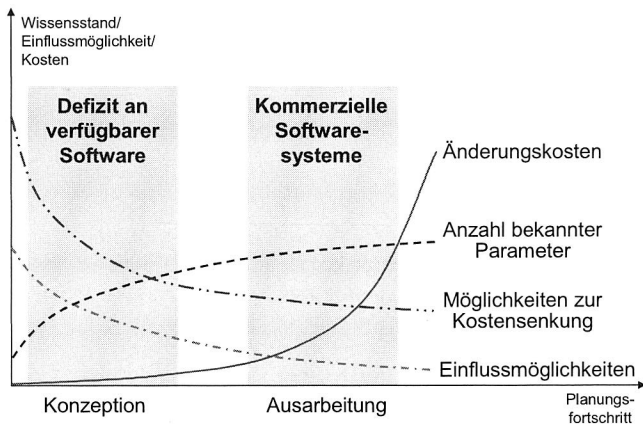 Wissensstand/
Einflussmöglichkeit/
Kosten
Defizit an
verfügbarer
Software
Kommerzielle
Software-
systeme
Änderungskosten
Anzahl bekannter
Parameter
Möglichkeiten zur
Kostensenkung
Einflussmöglichkeiten
Konzeption
Ausarbeitung
Planungs-
fortschritt